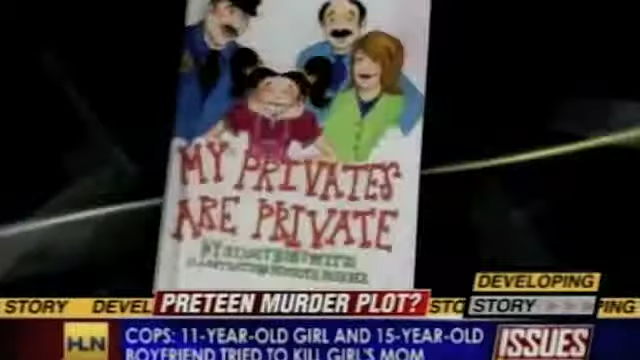 MY PRIVATES
ARE PRIVATE
BY
DEVELOPING
STORY DEVEL PRETEEN MURDER PLOT? STO STORY PING
HLN
COPS: 11-YEAR-OLD GIRL AND 15-YEAR-OLD
BOYFRIEND TRIED TO KILL GIRL'S MOM
ISSUES